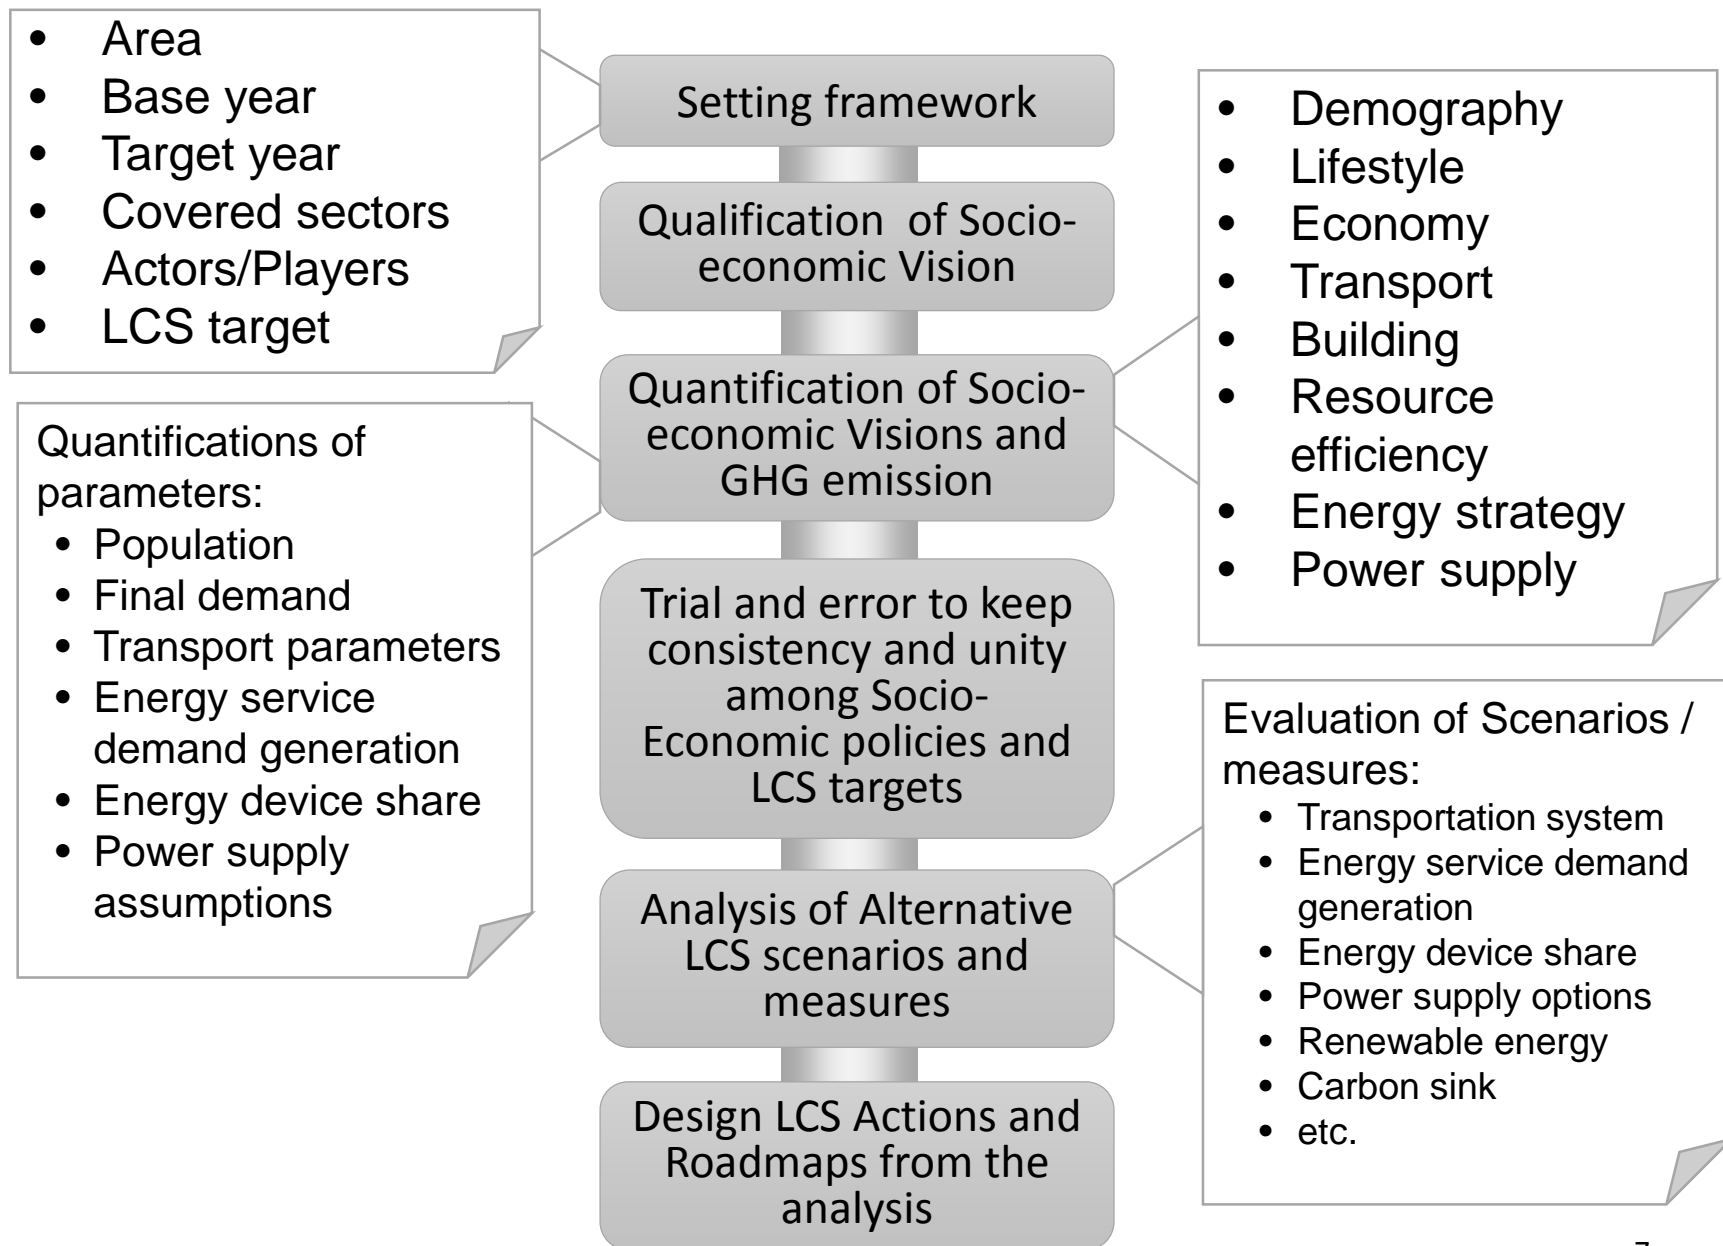 • Area
• Base year
• Target year
• Covered sectors
• Actors/Players
• LCS target
Setting framework
Qualification of Socio-
economic Vision
Quantification of Socio-
economic Visions and
GHG emission
Trial and error to keep
consistency and unity
among Socio-
Economic policies and
LCS targets
Analysis of Alternative
LCS scenarios and
measures
Design LCS Actions and
Roadmaps from the
analysis
• Demography
• Lifestyle
• Economy
• Transport
• Building
• Resource
efficiency
• Energy strategy
• Power supply
Quantifications of
parameters:
• Population
• Final demand
• Transport parameters
• Energy service
demand generation
• Energy device share
• Power supply
assumptions
Evaluation of Scenarios /
measures:
• Transportation system
• Energy service demand
generation
• Energy device share
• Power supply options
• Renewable energy
• Carbon sink
• etc.
7